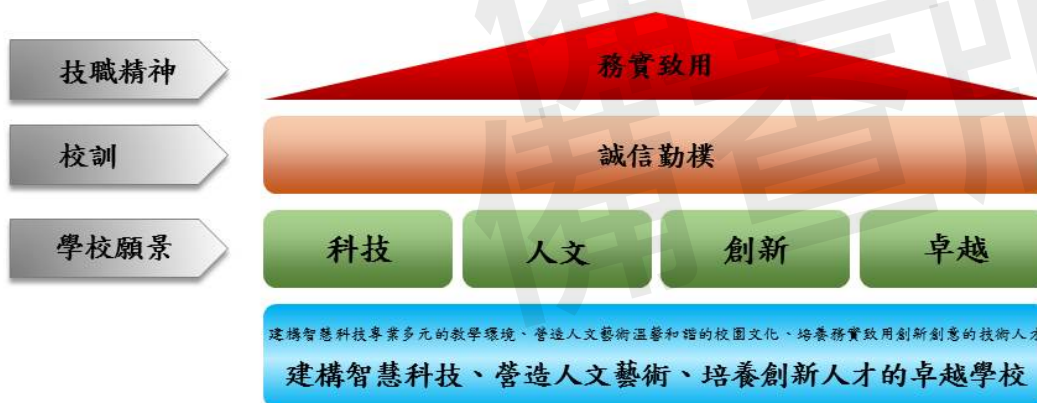 技職精神
務實致用
校訓
誠信勤樸
學校願景
科技
人文
創新
卓越
建構智慧科技專業多元的教學環境、營造人文藝術溫馨和諧的校園文化、培養務實致用創新創意的技術人才
建構智慧科技、營造人文藝術、培養創新人才的卓越學校